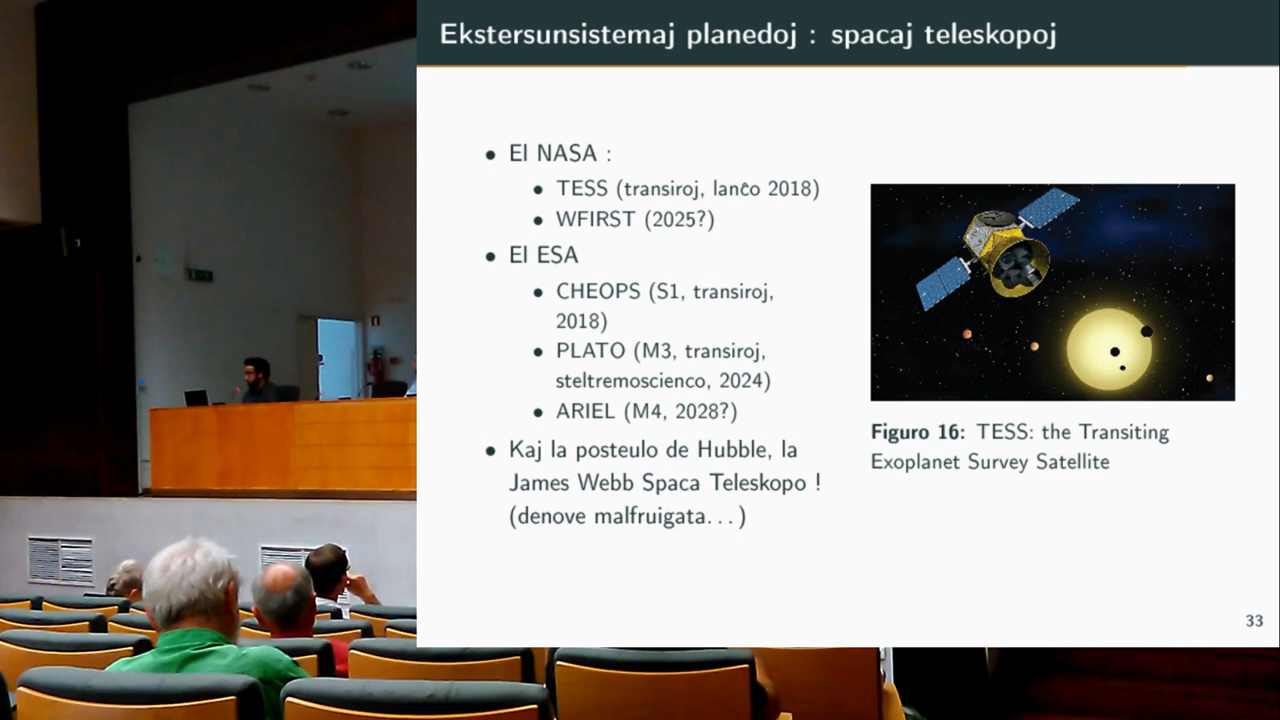 Ekstersunsistemaj planedoj : spacaj teleskopoj
El NASA :
TESS (transiroj, lanĉo 2018)
WFIRST (2025?)
El ESA
CHEOPS (S1, transiroj,
2018)
PLATO (M3, transiroj,
steltremoscienco, 2024)
ARIEL (M4, 2028?)
Kaj la posteulo de Hubble, la
James Webb Spaca Teleskopo !
(denove malfruigata. . . )
Figuro 16: TESS: the Transiting
Exoplanet Survey Satellite
33